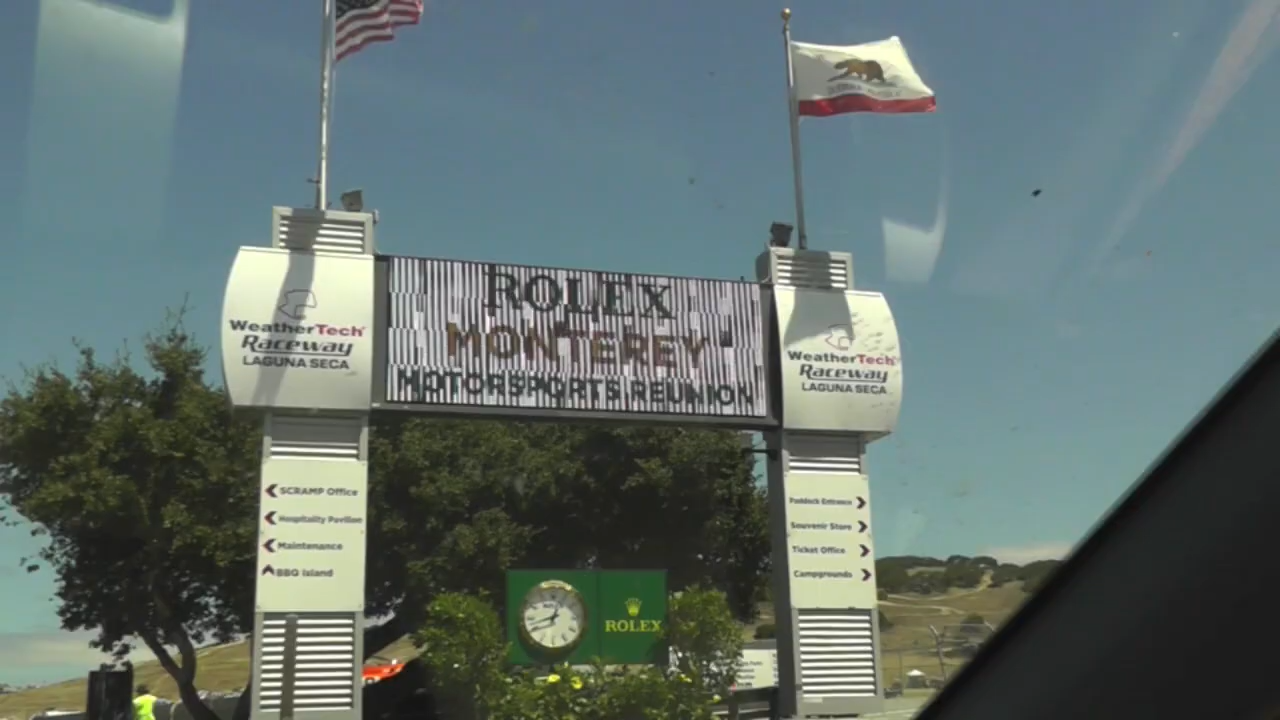 WeatherTech
Raceway
LAGUNA SECA
ROLEX
MONTEREY
MOTORSPORTS REUNION
WeatherTech
Raceway
LAGUNA SECA
SCRAMP Office
Hospitality Pavilion
Maintenance
BBQ Island
Paddock Entrance
Souvenir Store
Ticket Office
Campgrounds
ROLEX